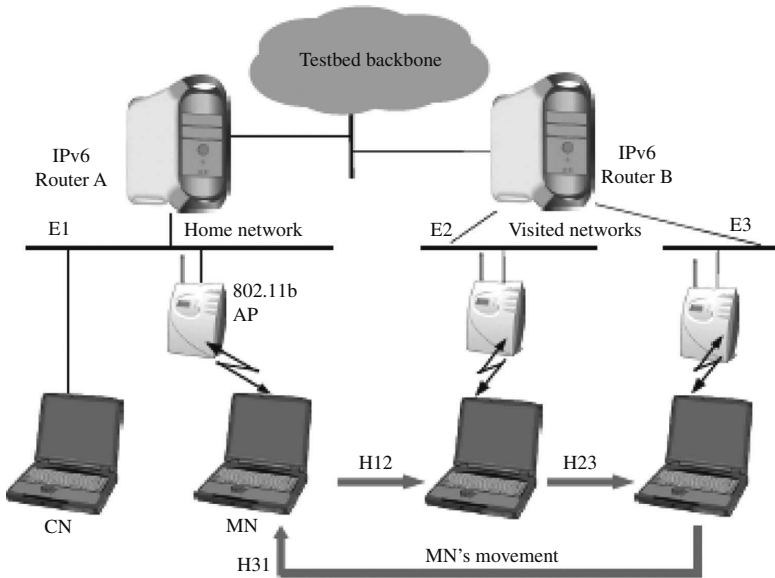 Testbed backbone
IPv6
Router A
IPv6
Router B
E1
Home network
E2
Visited networks
E3
802.11b
AP
H12
H23
CN
MN
H31
MN's movement